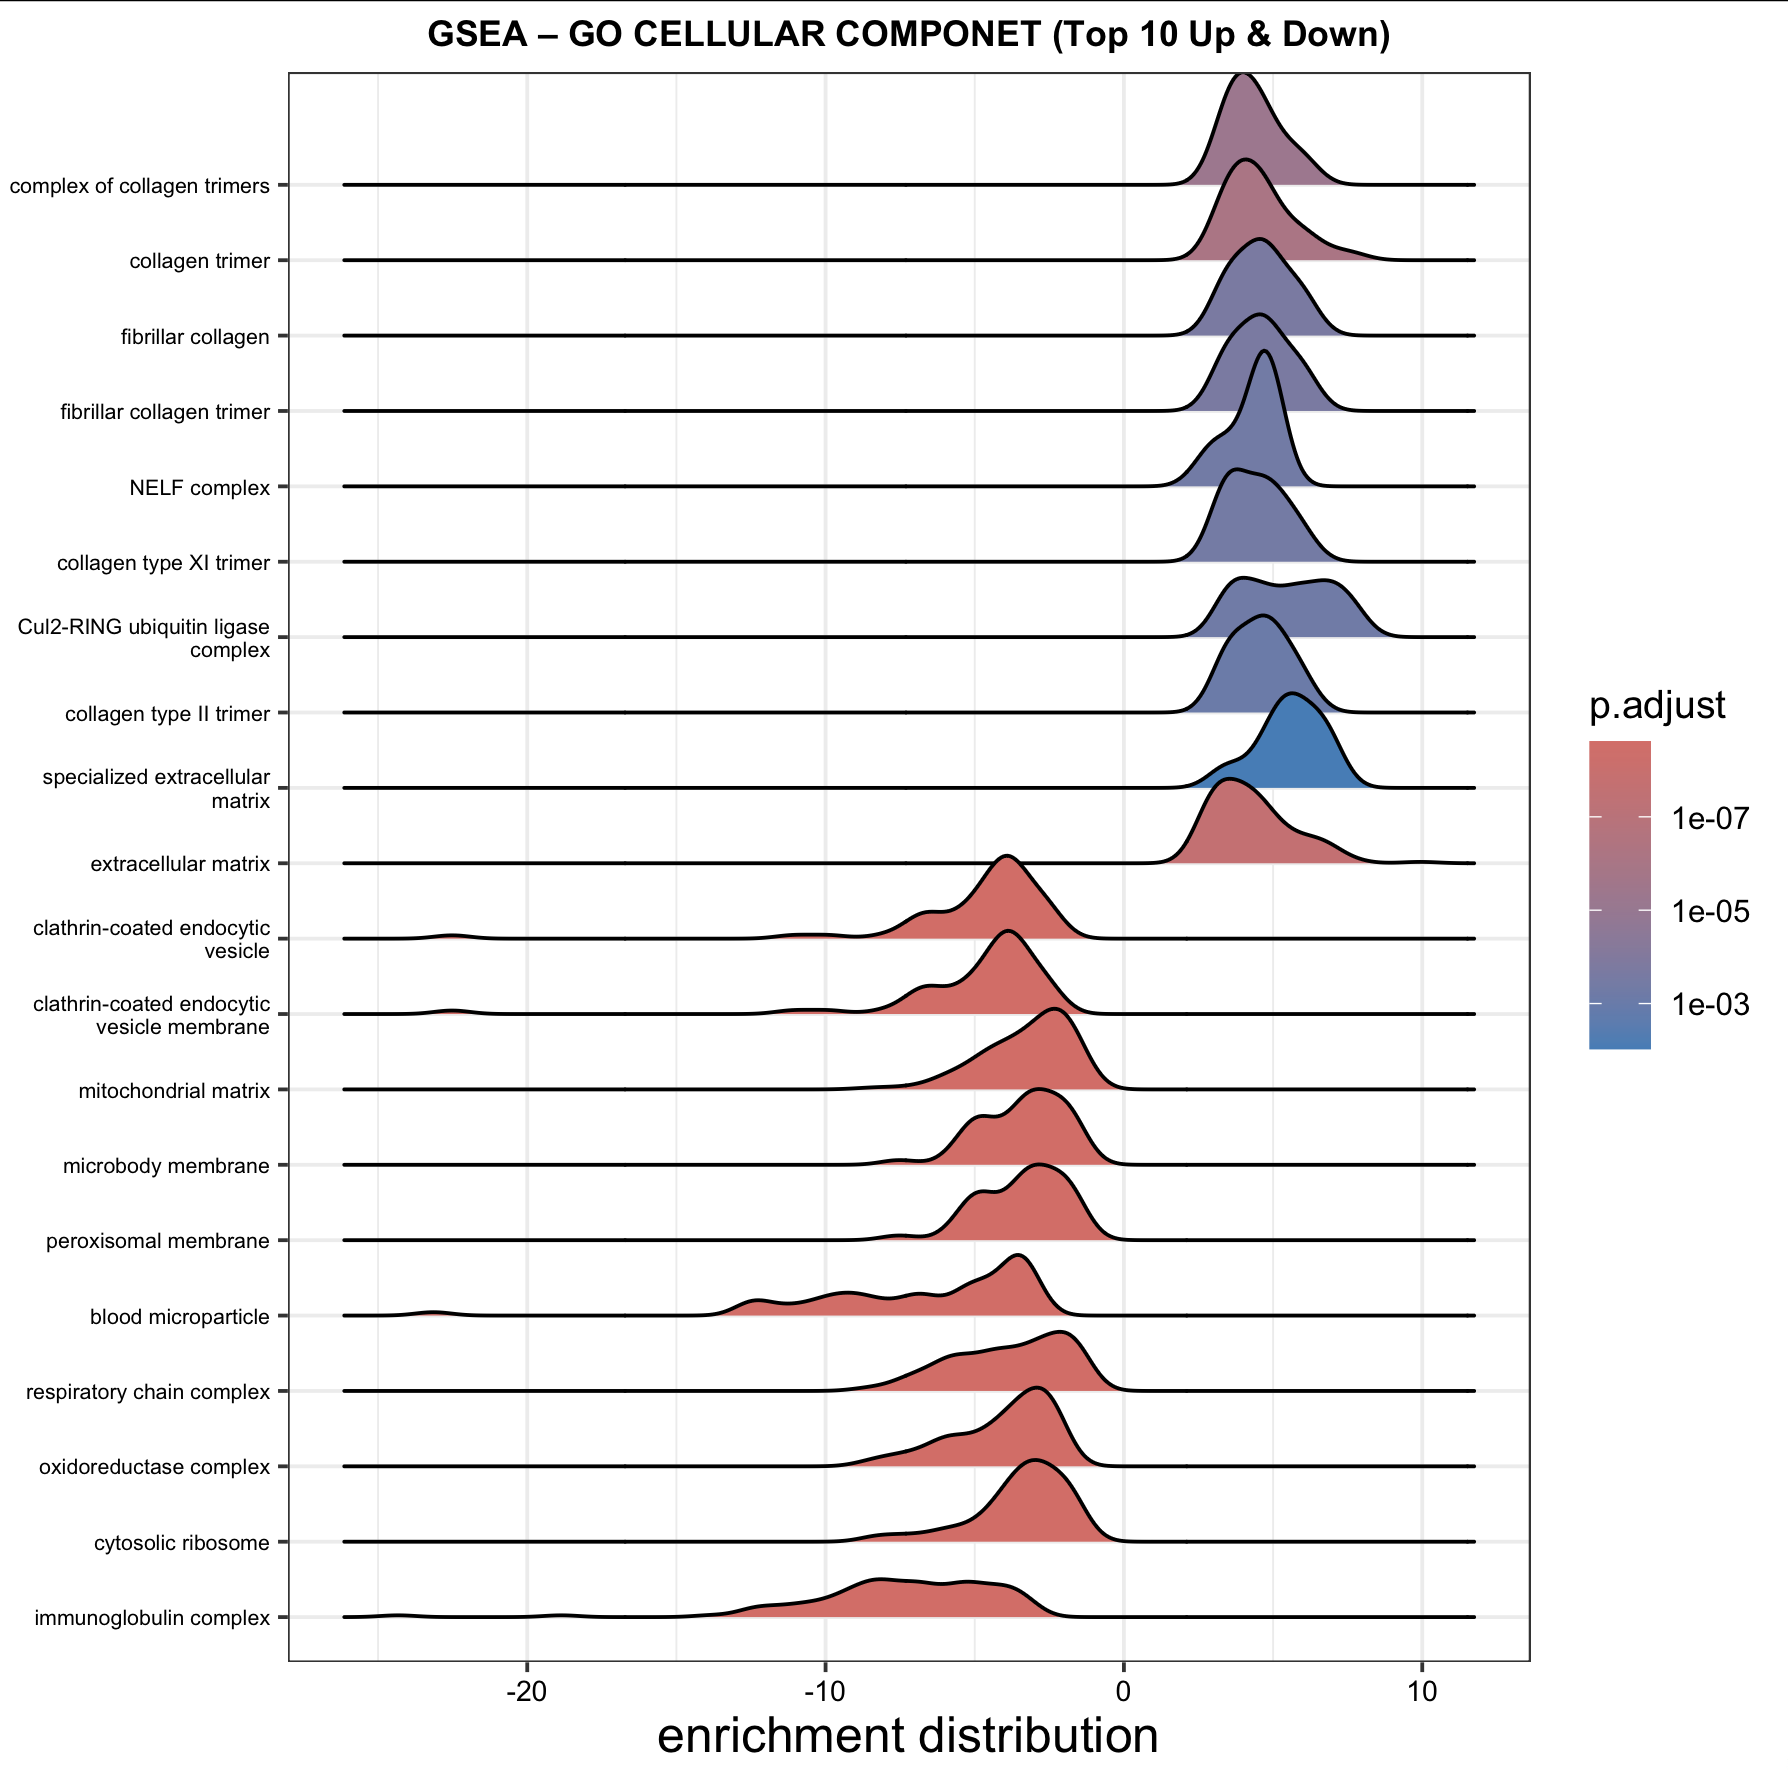 GSEA – GO CELLULAR COMPONET (Top 10 Up & Down)
complex of collagen trimers
collagen trimer
fibrillar collagen
fibrillar collagen trimer
NELF complex
collagen type XI trimer
Cul2-RING ubiquitin ligase
complex
collagen type II trimer
specialized extracellular
matrix
extracellular matrix
clathrin-coated endocytic
vesicle
clathrin-coated endocytic
vesicle membrane
mitochondrial matrix
microbody membrane
peroxisomal membrane
blood microparticle
respiratory chain complex
oxidoreductase complex
cytosolic ribosome
immunoglobulin complex
-20
-10
0
10
enrichment distribution
p.adjust
1e-07
1e-05
1e-03